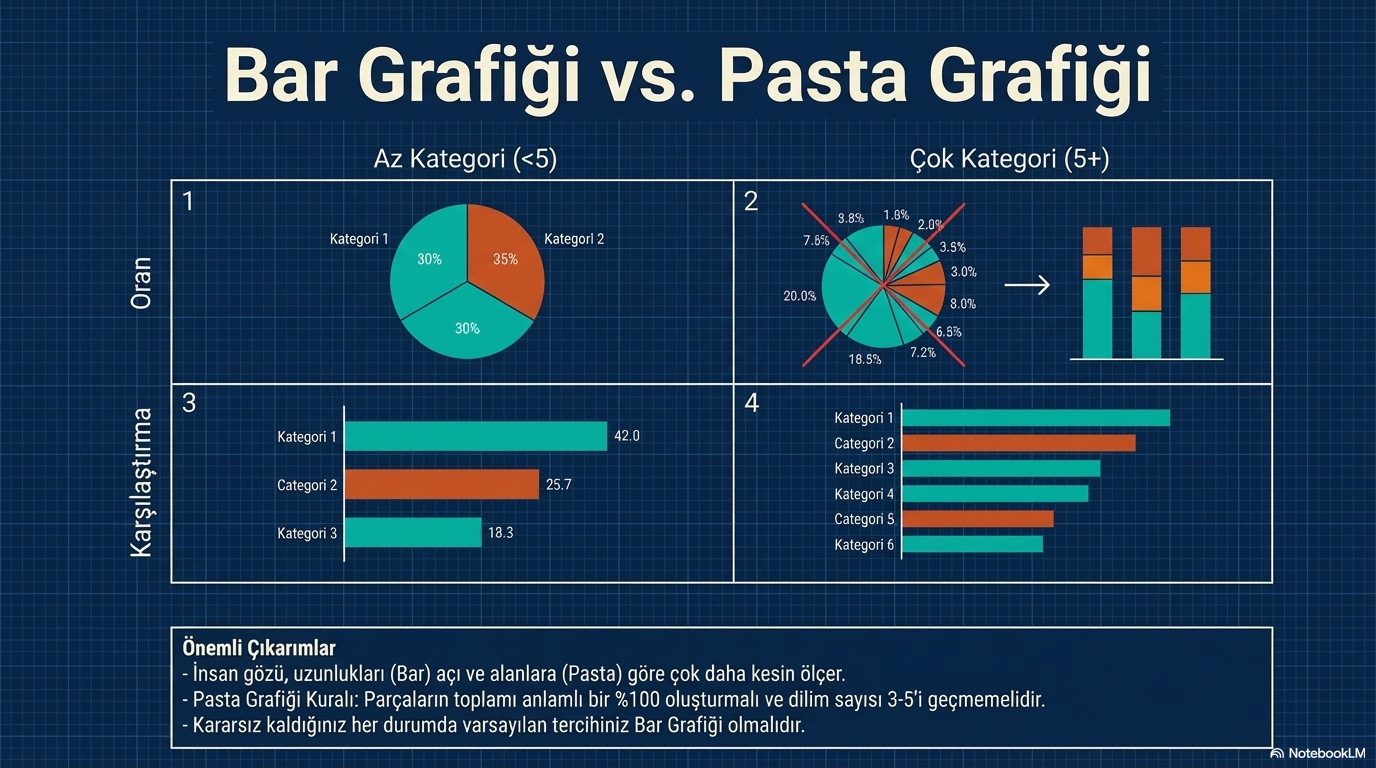 Bar Grafiği vs. Pasta Grafiği
Az Kategori (<5)
Çok Kategori (5+)
Oran
Karşılaştırma
1
Kategori 1
Kategorl 2
30%
35%
30%
2
3.8%
1.6%
2.0%
7.6%
3.5%
3.0%
20.0%
8.0%
6.8%
7.2%
18.5%
3
Kategori 1
42.0
Categori 2
25.7
Kategori 3
18.3
4
Kategori 1
Categori 2
Kategorl 3
Kategori 4
Categori 5
Kategori 6
Önemli Çıkarımlar
- İnsan gözü, uzunlukları (Bar) açı ve alanlara (Pasta) göre çok daha kesin ölçer.
- Pasta Grafiği Kuralı: Parçaların toplamı anlamlı bir %100 oluşturmalı ve dilim sayısı 3-5'i geçmemelidir.
- Kararsız kaldığınız her durumda varsayılan tercihiniz Bar Grafiği olmalıdır.
NotebookLM